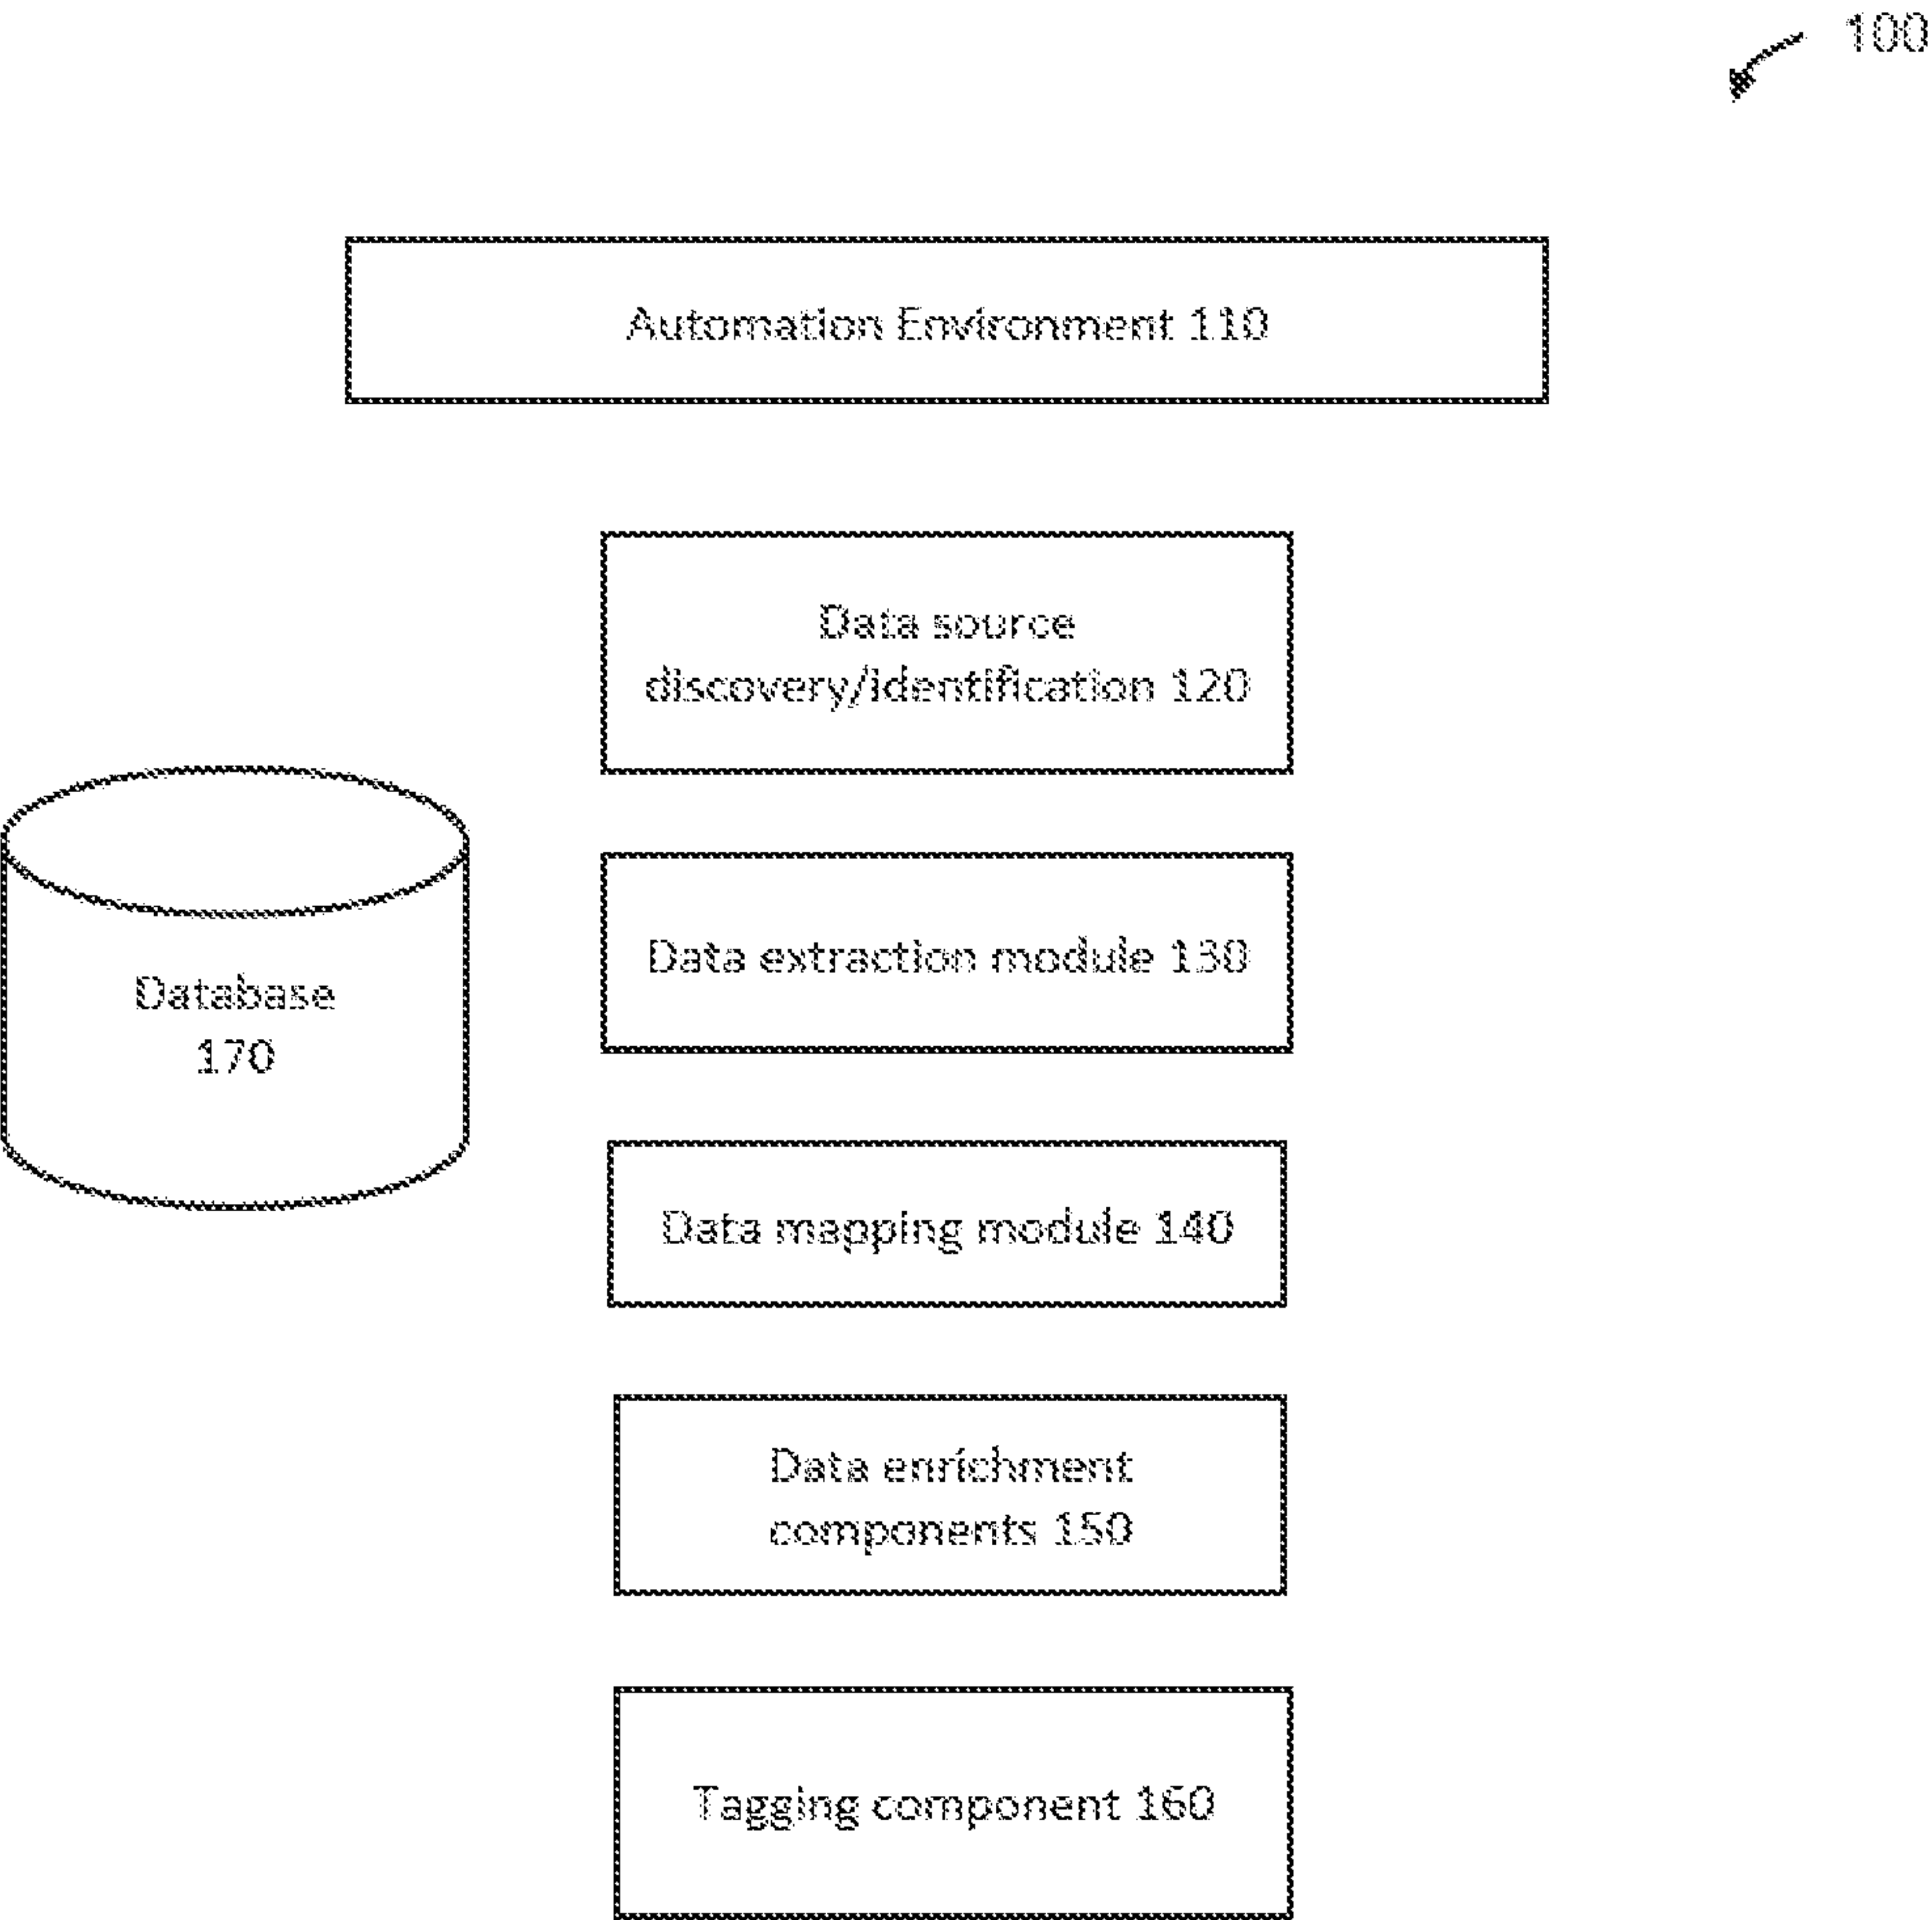 100
Automation Environment 110
Data source
discovery/identification 120
Data extraction module 130
Database
170
Data mapping module 140
Data enrichment
components 150
Tagging component 160